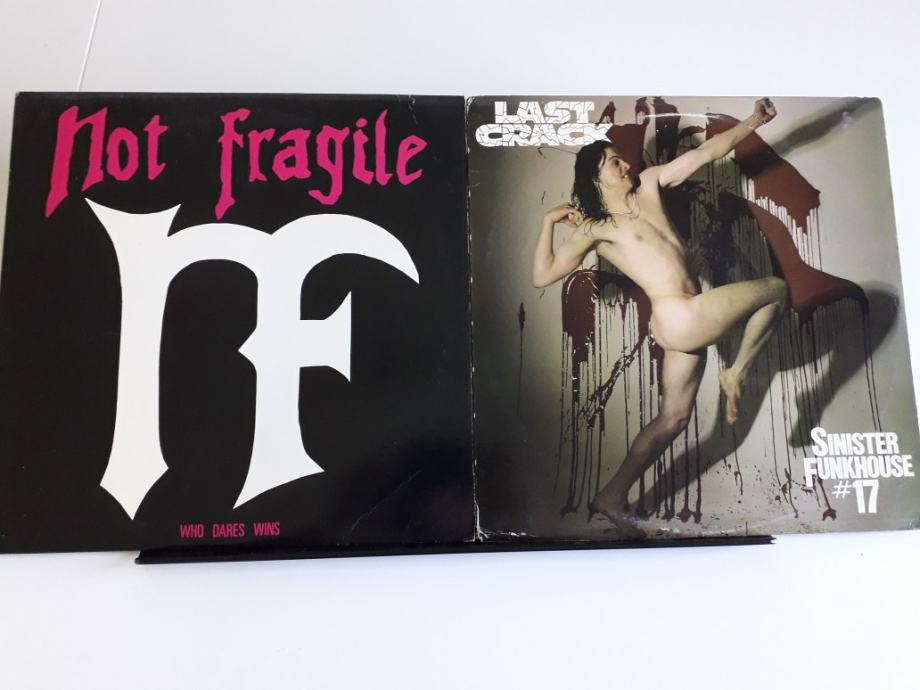 Not fragile
nF
WHO DARES WINS
LAST
CRACK
SINISTER
FUNKHOUSE
#17